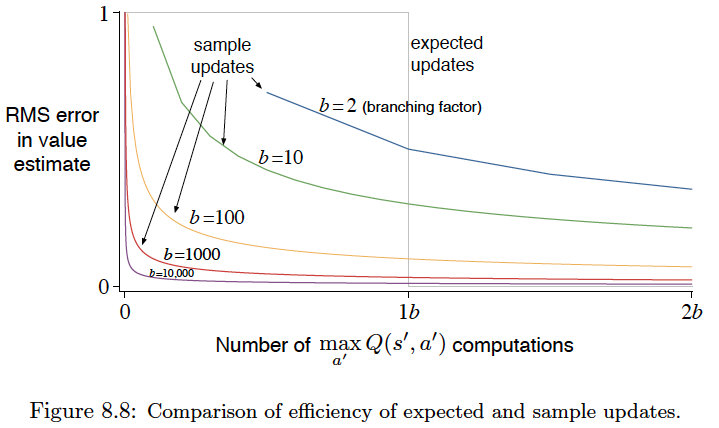 1
sample
updates
expected
updates
b=2 (branching factor)
RMS error
in value
estimate
b=10
b=100
b=1000
b=10,000
0
0
1b
2b
Number of max Q(s′, a′) computations
a′
Figure 8.8: Comparison of efficiency of expected and sample updates.